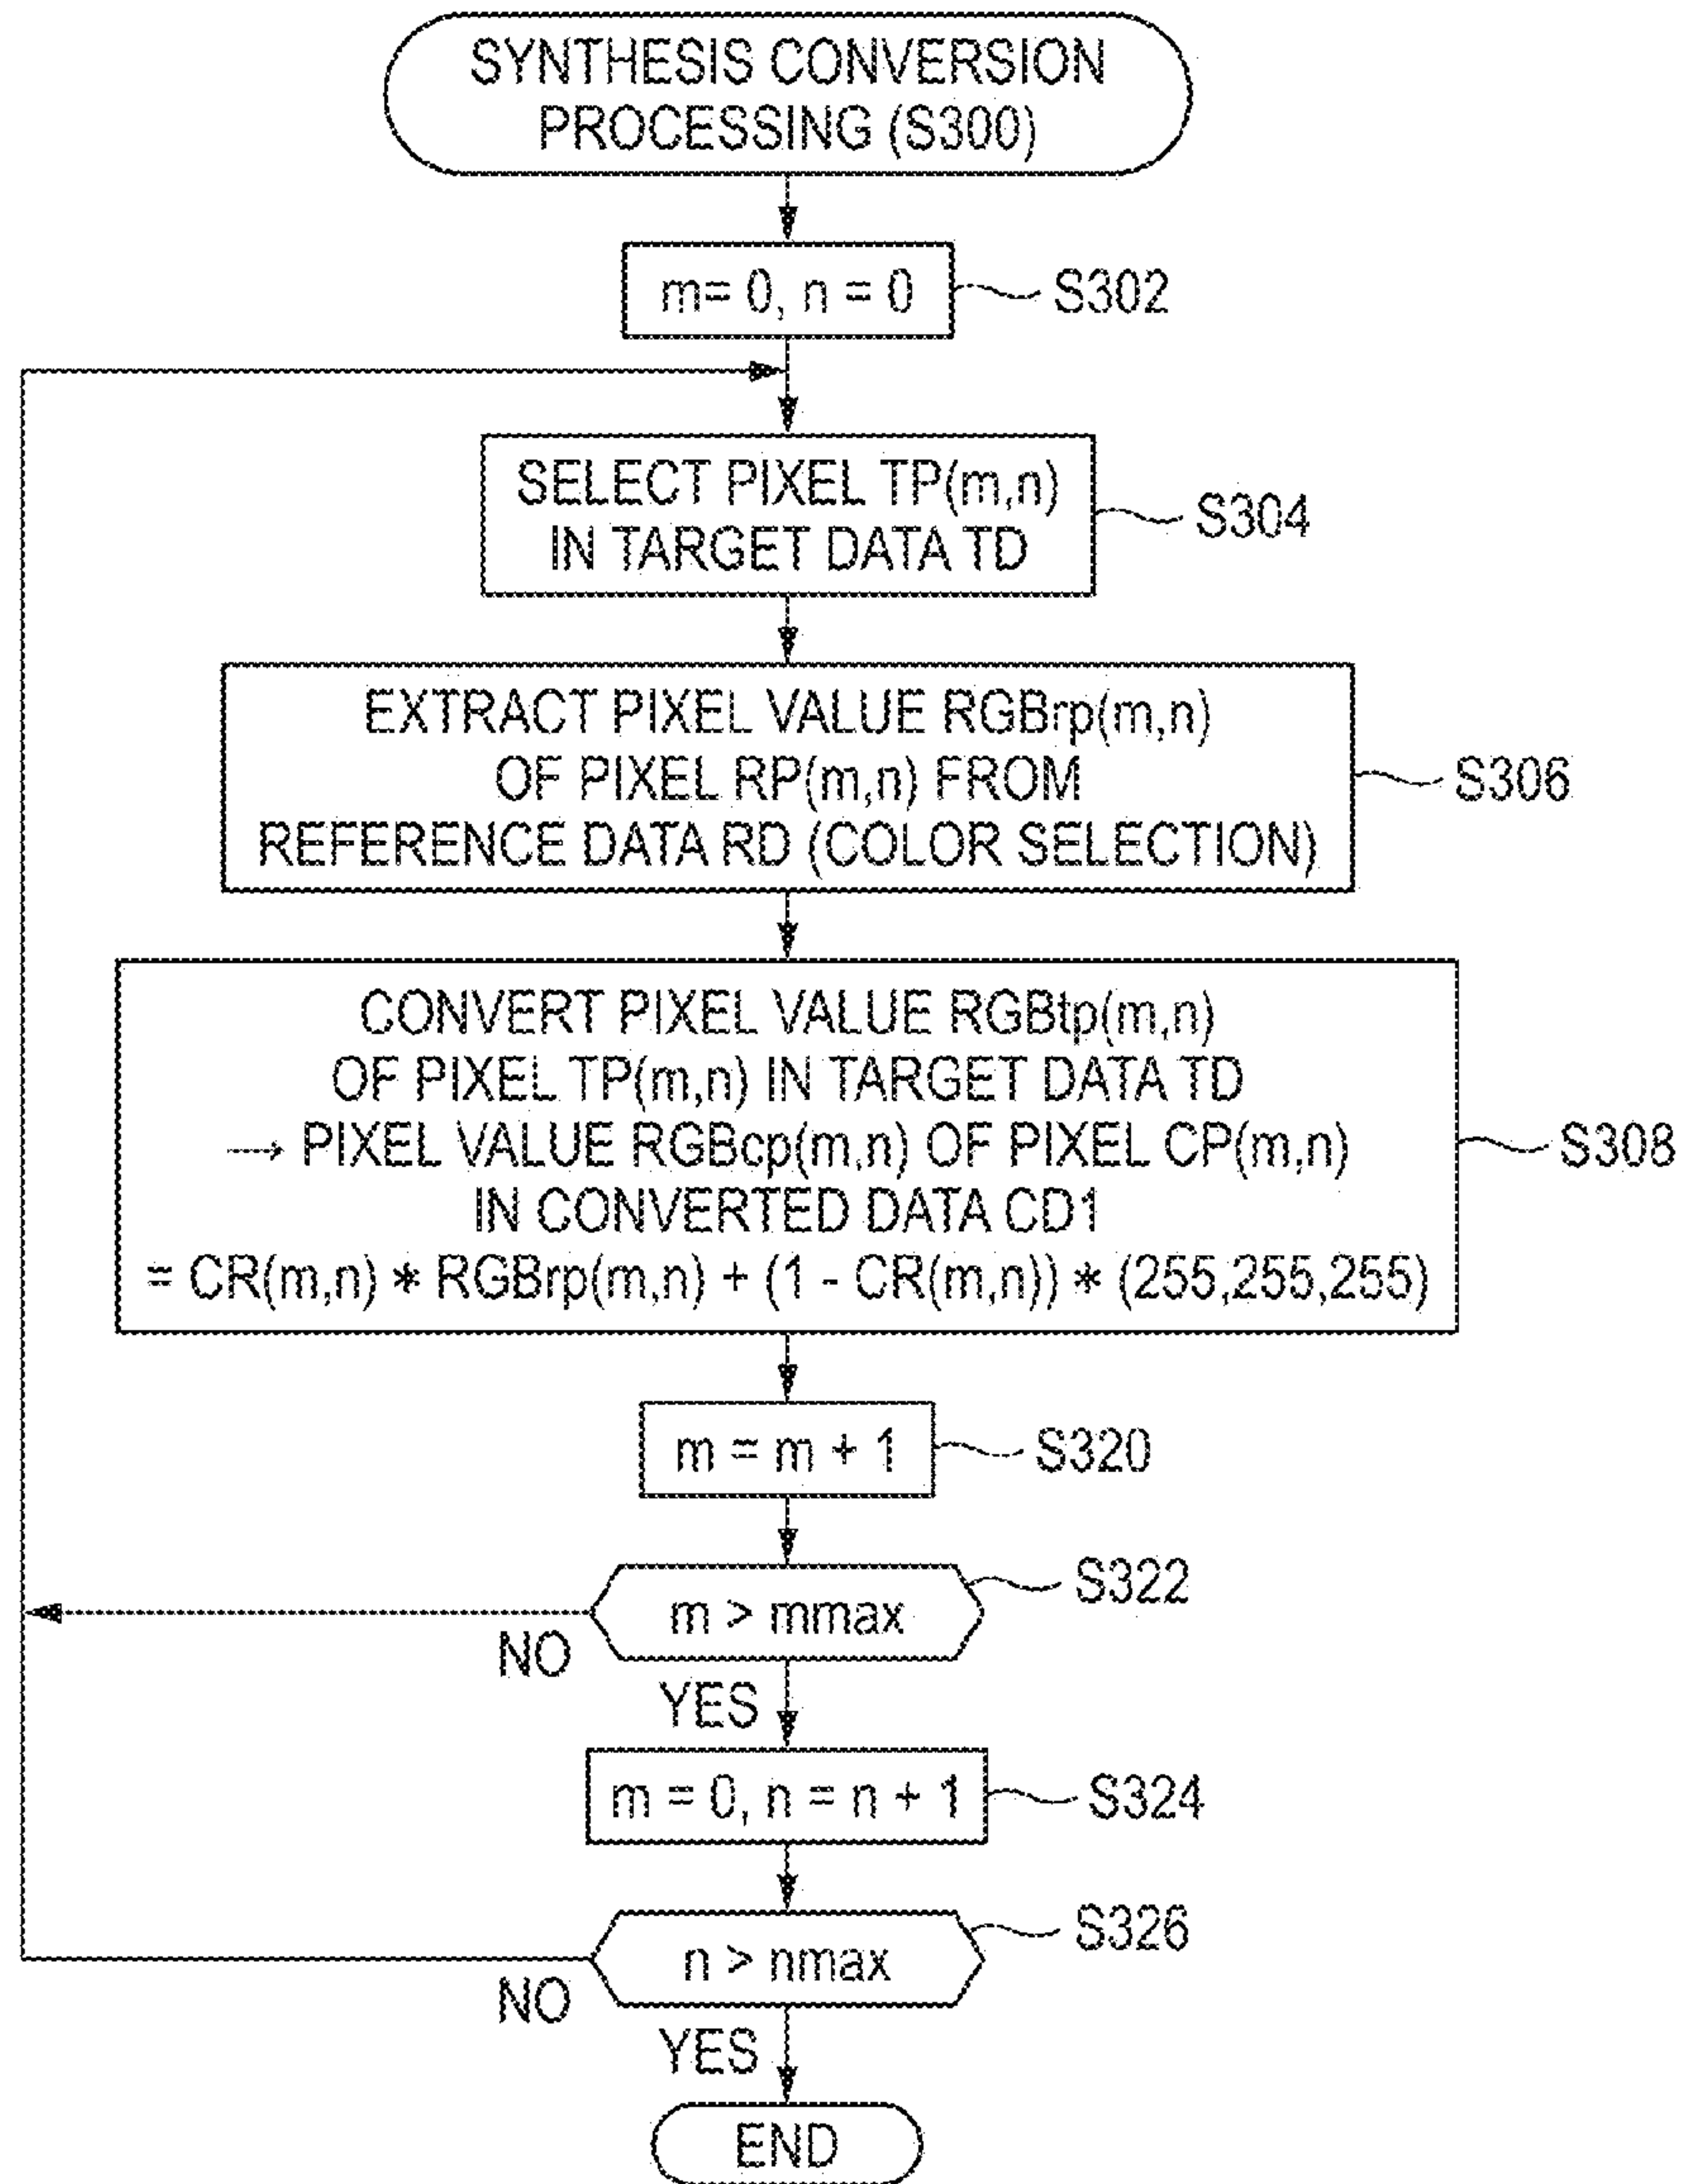 SYNTHESIS CONVERSION
PROCESSING (S300)
m= 0, n = 0
S302
SELECT PIXEL TP(m,n)
IN TARGET DATA TD
S304
EXTRACT PIXEL VALUE RGBrp(m,n)
OF PIXEL RP(m,n) FROM
REFERENCE DATA RD (COLOR SELECTION)
S306
CONVERT PIXEL VALUE RGBtp(m,n)
OF PIXEL TP(m,n) IN TARGET DATA TD
→ PIXEL VALUE RGBcp(m,n) OF PIXEL CP(m,n)
IN CONVERTED DATA CD1
= CR(m,n) * RGBrp(m,n) + (1 - CR(m,n)) * (255,255,255)
S308
m = m + 1
S320
m > mmax
S322
NO
YES
m = 0, n = n + 1
S324
n > nmax
S326
NO
YES
END